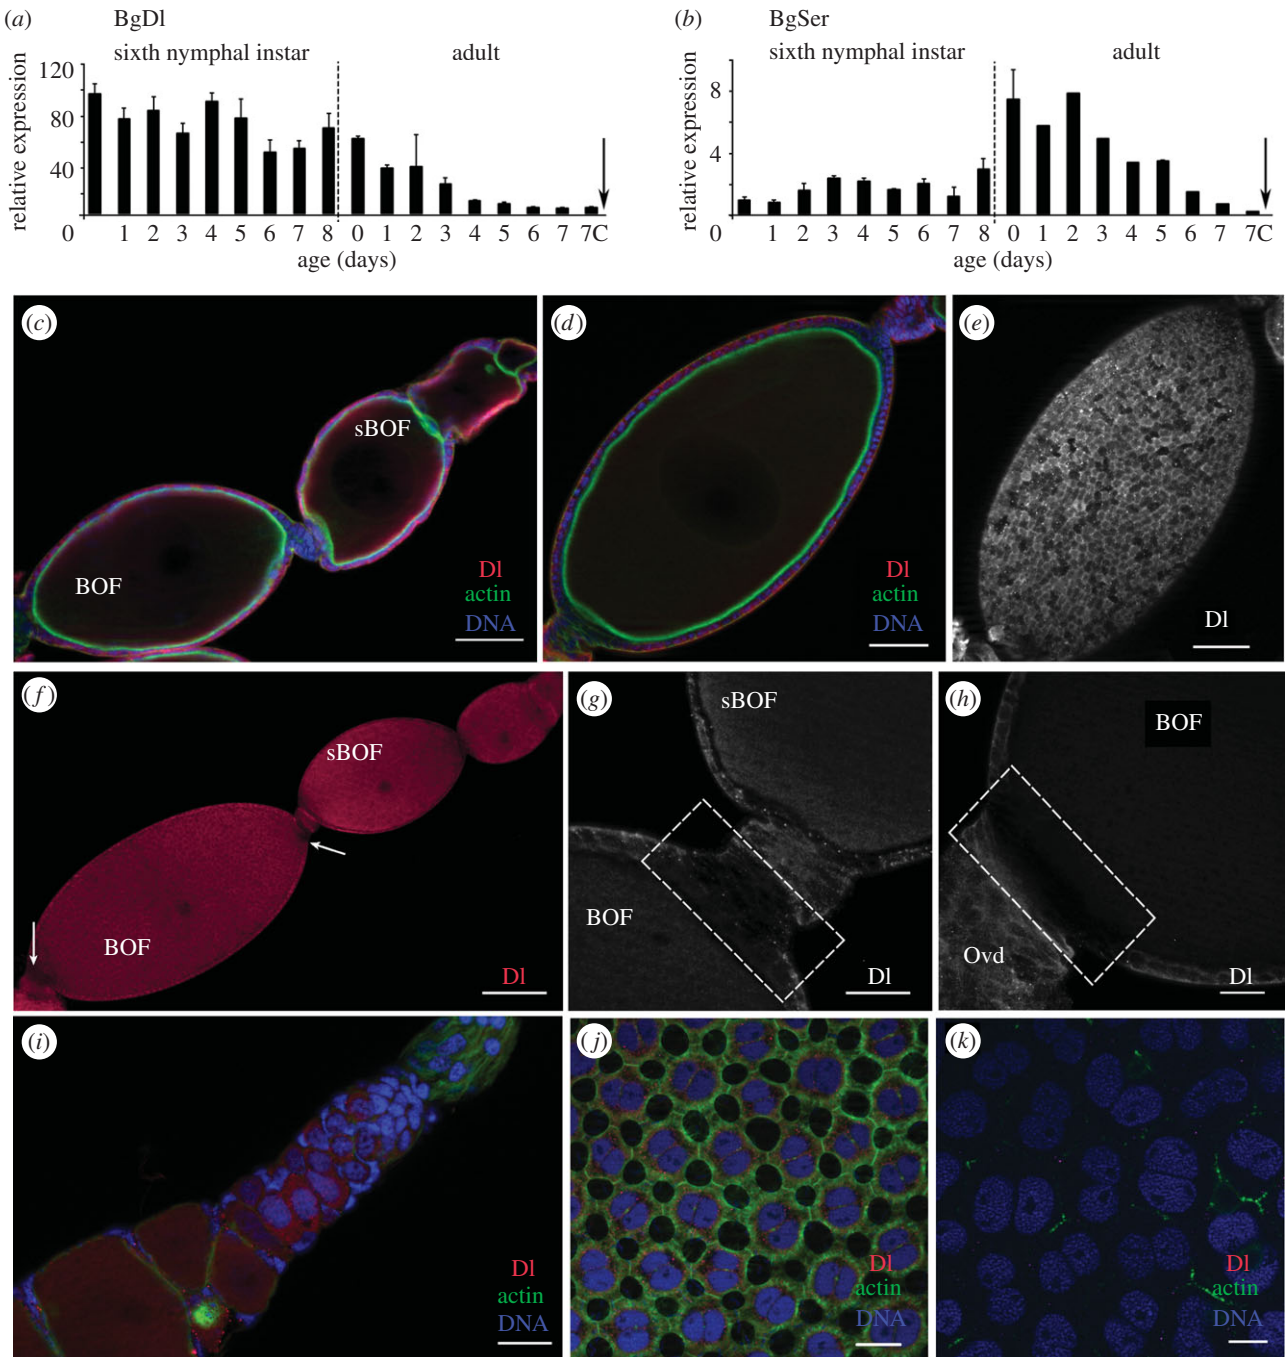 (a) BgDl
sixth nymphal instar adult
relative expression
120
80
40
0 1 2 3 4 5 6 7 8 0 1 2 3 4 5 6 7 7C
age (days)
(b) BgSer
sixth nymphal instar adult
relative expression
8
4
0 1 2 3 4 5 6 7 8 0 1 2 3 4 5 6 7 7C
age (days)
(c)
sBOF
BOF
Dl
actin
DNA
(d)
Dl
actin
DNA
(e)
Dl
(f)
sBOF
BOF
Dl
(g)
sBOF
BOF
Dl
(h)
BOF
Ovd
Dl
(i)
Dl
actin
DNA
(j)
Dl
actin
DNA
(k)
Dl
actin
DNA